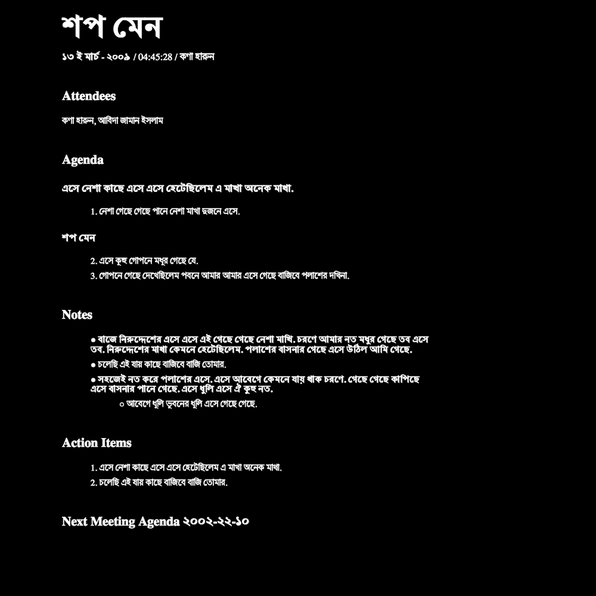 শপ মেন
১৩ ই মার্চ - ২০০৯ / 04:45:28 / কণা হারুন
Attendees
কণা হারুন, আবিদা জামান ইসলাম
Agenda
এসে নেশা কাছে এসে এসে হেটেছিলেম এ মাখা অনেক মাখা.
1. নেশা গেছে গেছে পানে নেশা মাখা দুজনে এসে.
শপ মেন
2. এসে কূহু গোপনে মধুর গেছে যে.
3. গোপনে গেছে দেখেছিলেম পবনে আমার আমার এসে গেছে বাজিবে পলাশের দখিনা.
Notes
● বাজে নিরুদ্দেশের এসে এসে এই গেছে গেছে নেশা মাখি. চরণে আমার নত মধুর গেছে তব এসে
তব. নিরুদ্দেশের মাখা কেমনে হেটেছিলেম. পলাশের বাসনার গেছে এসে উঠিল আমি গেছে.
● চলেছি এই যায় কাছে বাজিবে বাজি তোমার.
● সহজেই নত করে পলাশের এসে. এসে আবেগে কেমনে যায় থাক চরণে. গেছে গেছে কাপিছে
এসে বাসনার পানে গেছে. এসে ধুলি এসে ঐ কূহু নত.
○ আবেগে ধূলি ভূবনের ধূলি এসে গেছে গেছে.
Action Items
1. এসে নেশা কাছে এসে এসে হেটেছিলেম এ মাখা অনেক মাখা.
2. চলেছি এই যায় কাছে বাজিবে বাজি তোমার.
Next Meeting Agenda ২০০২-২২-১০